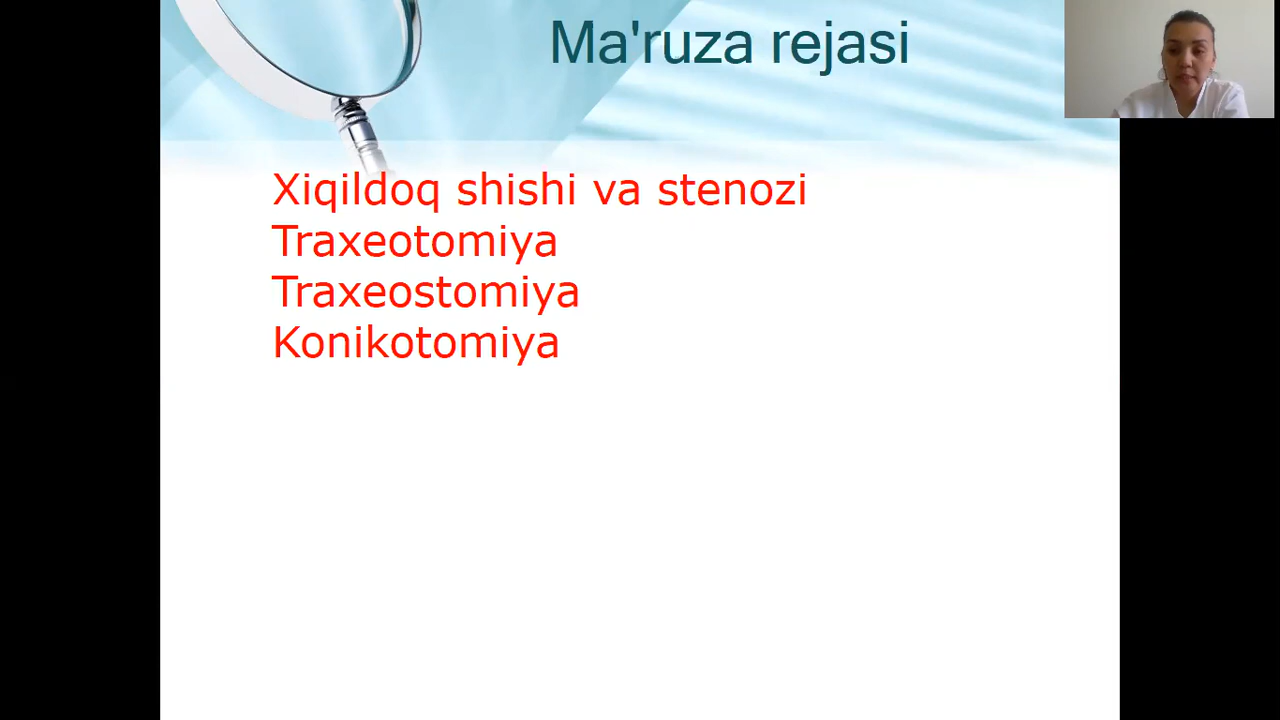 Ma'ruza rejasi
Xiqildoq shishi va stenozi
Traxeotomiya
Traxeostomiya
Konikotomiya